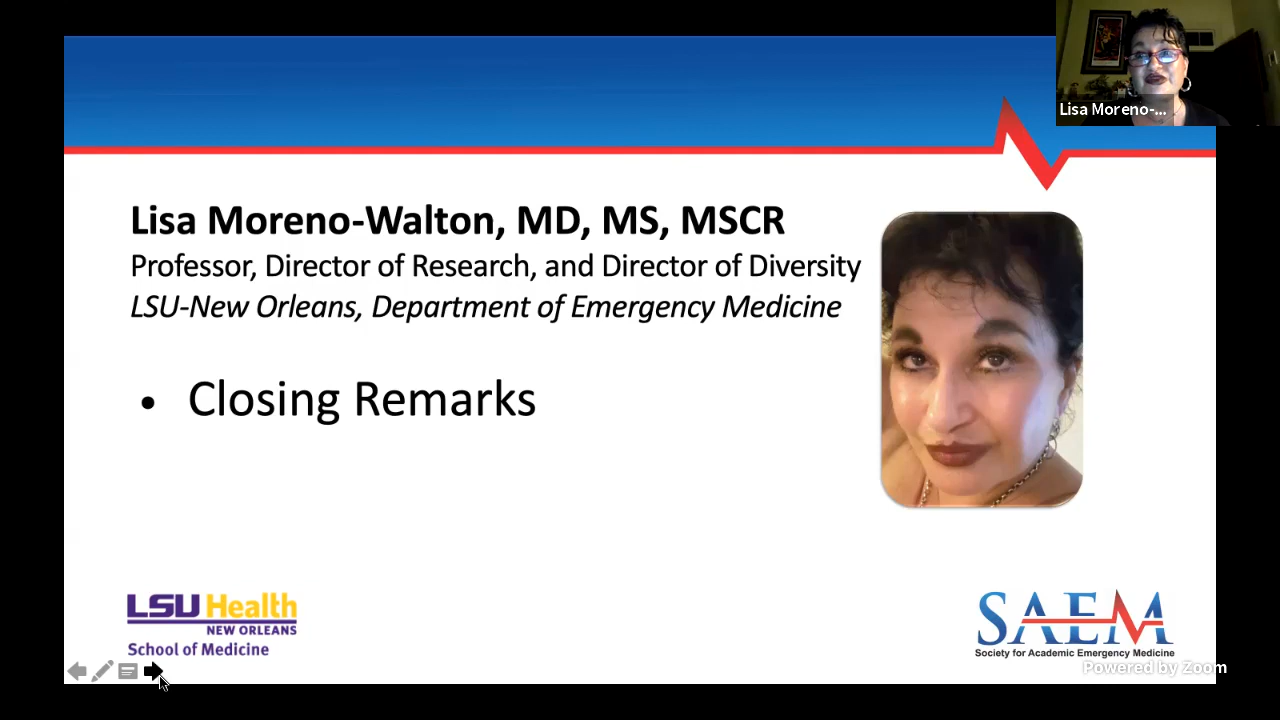 Lisa Moreno-...
Lisa Moreno-Walton, MD, MS, MSCR
Professor, Director of Research, and Director of Diversity
LSU-New Orleans, Department of Emergency Medicine
• Closing Remarks
LSU Health
NEW ORLEANS
School of Medicine
SAEM
Society for Academic Emergency Medicine
Powered by Zoom